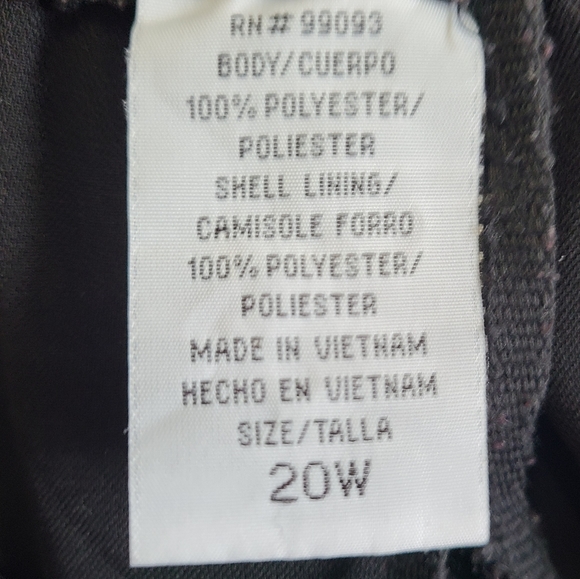 RN# 99093
BODY/CUERPO
100% POLYESTER/
POLIESTER
SHELL LINING/
CAMISOLE FORRO
100% POLYESTER/
POLIESTER
MADE IN VIETNAM
HECHO EN VIETNAM
SIZE/TALLA
20W